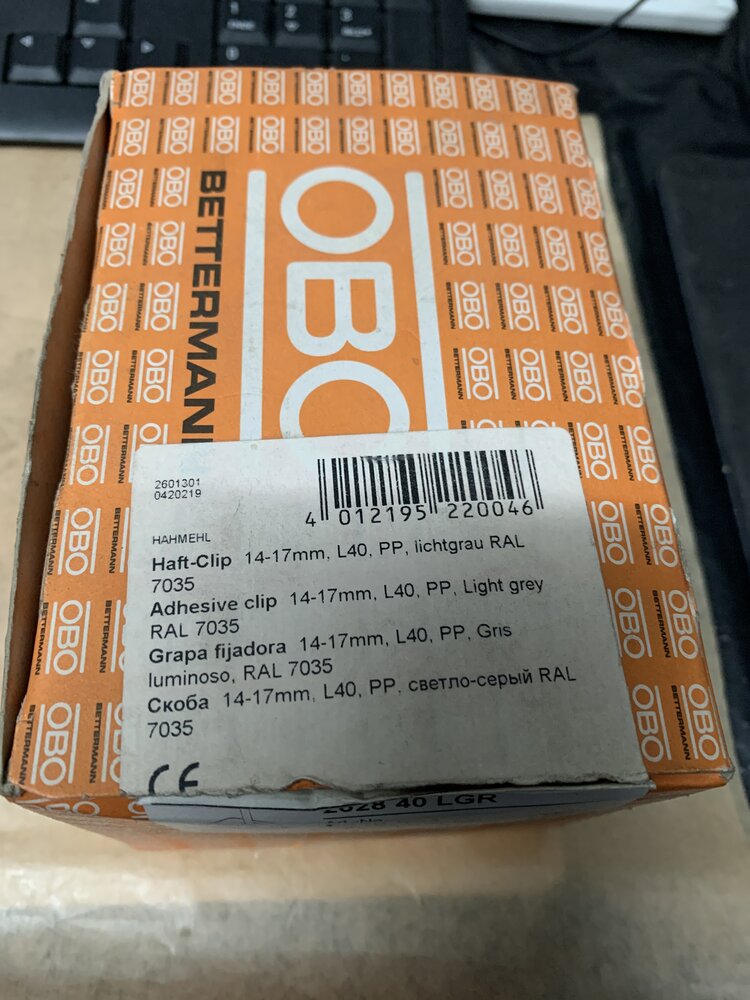 OBO
BETTERMANN
2601301
0420219
4 012195 220046
HAHMEHL
Haft-Clip 14-17mm, L40, PP, lichtgrau RAL
7035
Adhesive clip 14-17mm, L40, PP, Light grey
RAL 7035
Grapa fijadora 14-17mm, L40, PP, Gris
luminoso, RAL 7035
Скоба 14-17mm, L40, PP, светло-серый RAL
7035
CE
2028 40 LGR